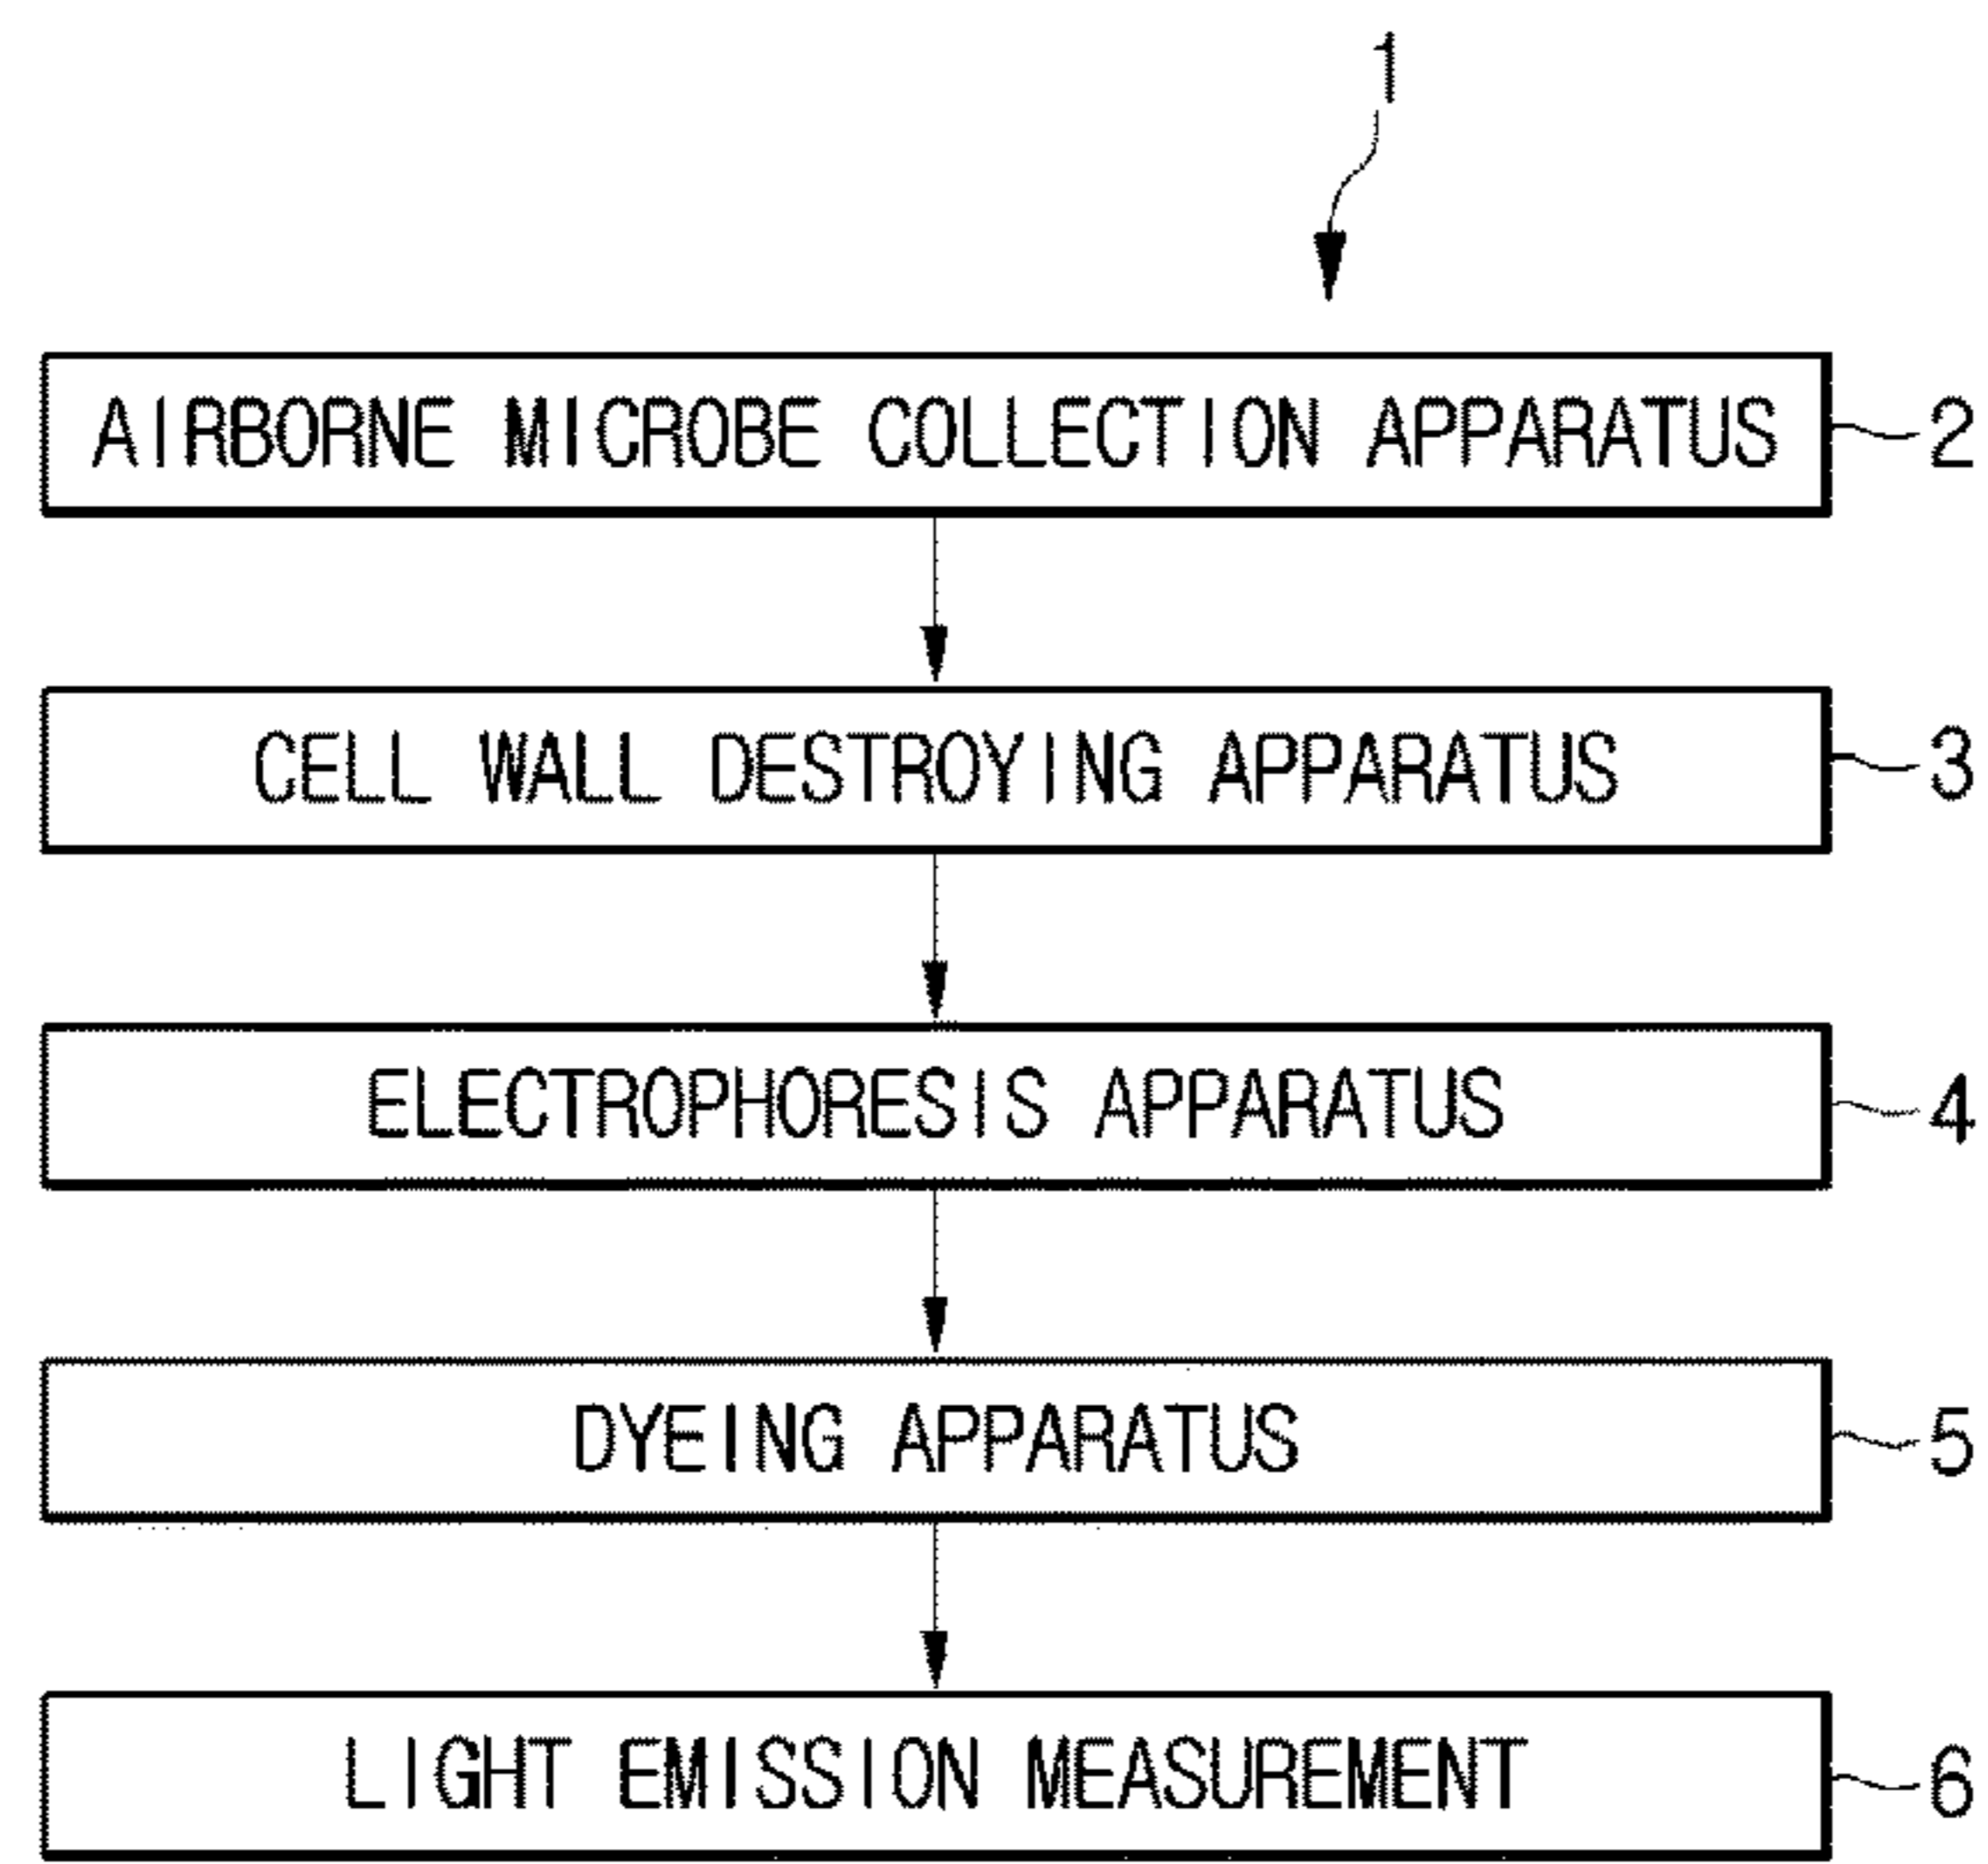 1
AIRBORNE MICROBE COLLECTION APPARATUS 2
CELL WALL DESTROYING APPARATUS 3
ELECTROPHORESIS APPARATUS 4
DYEING APPARATUS 5
LIGHT EMISSION MEASUREMENT 6